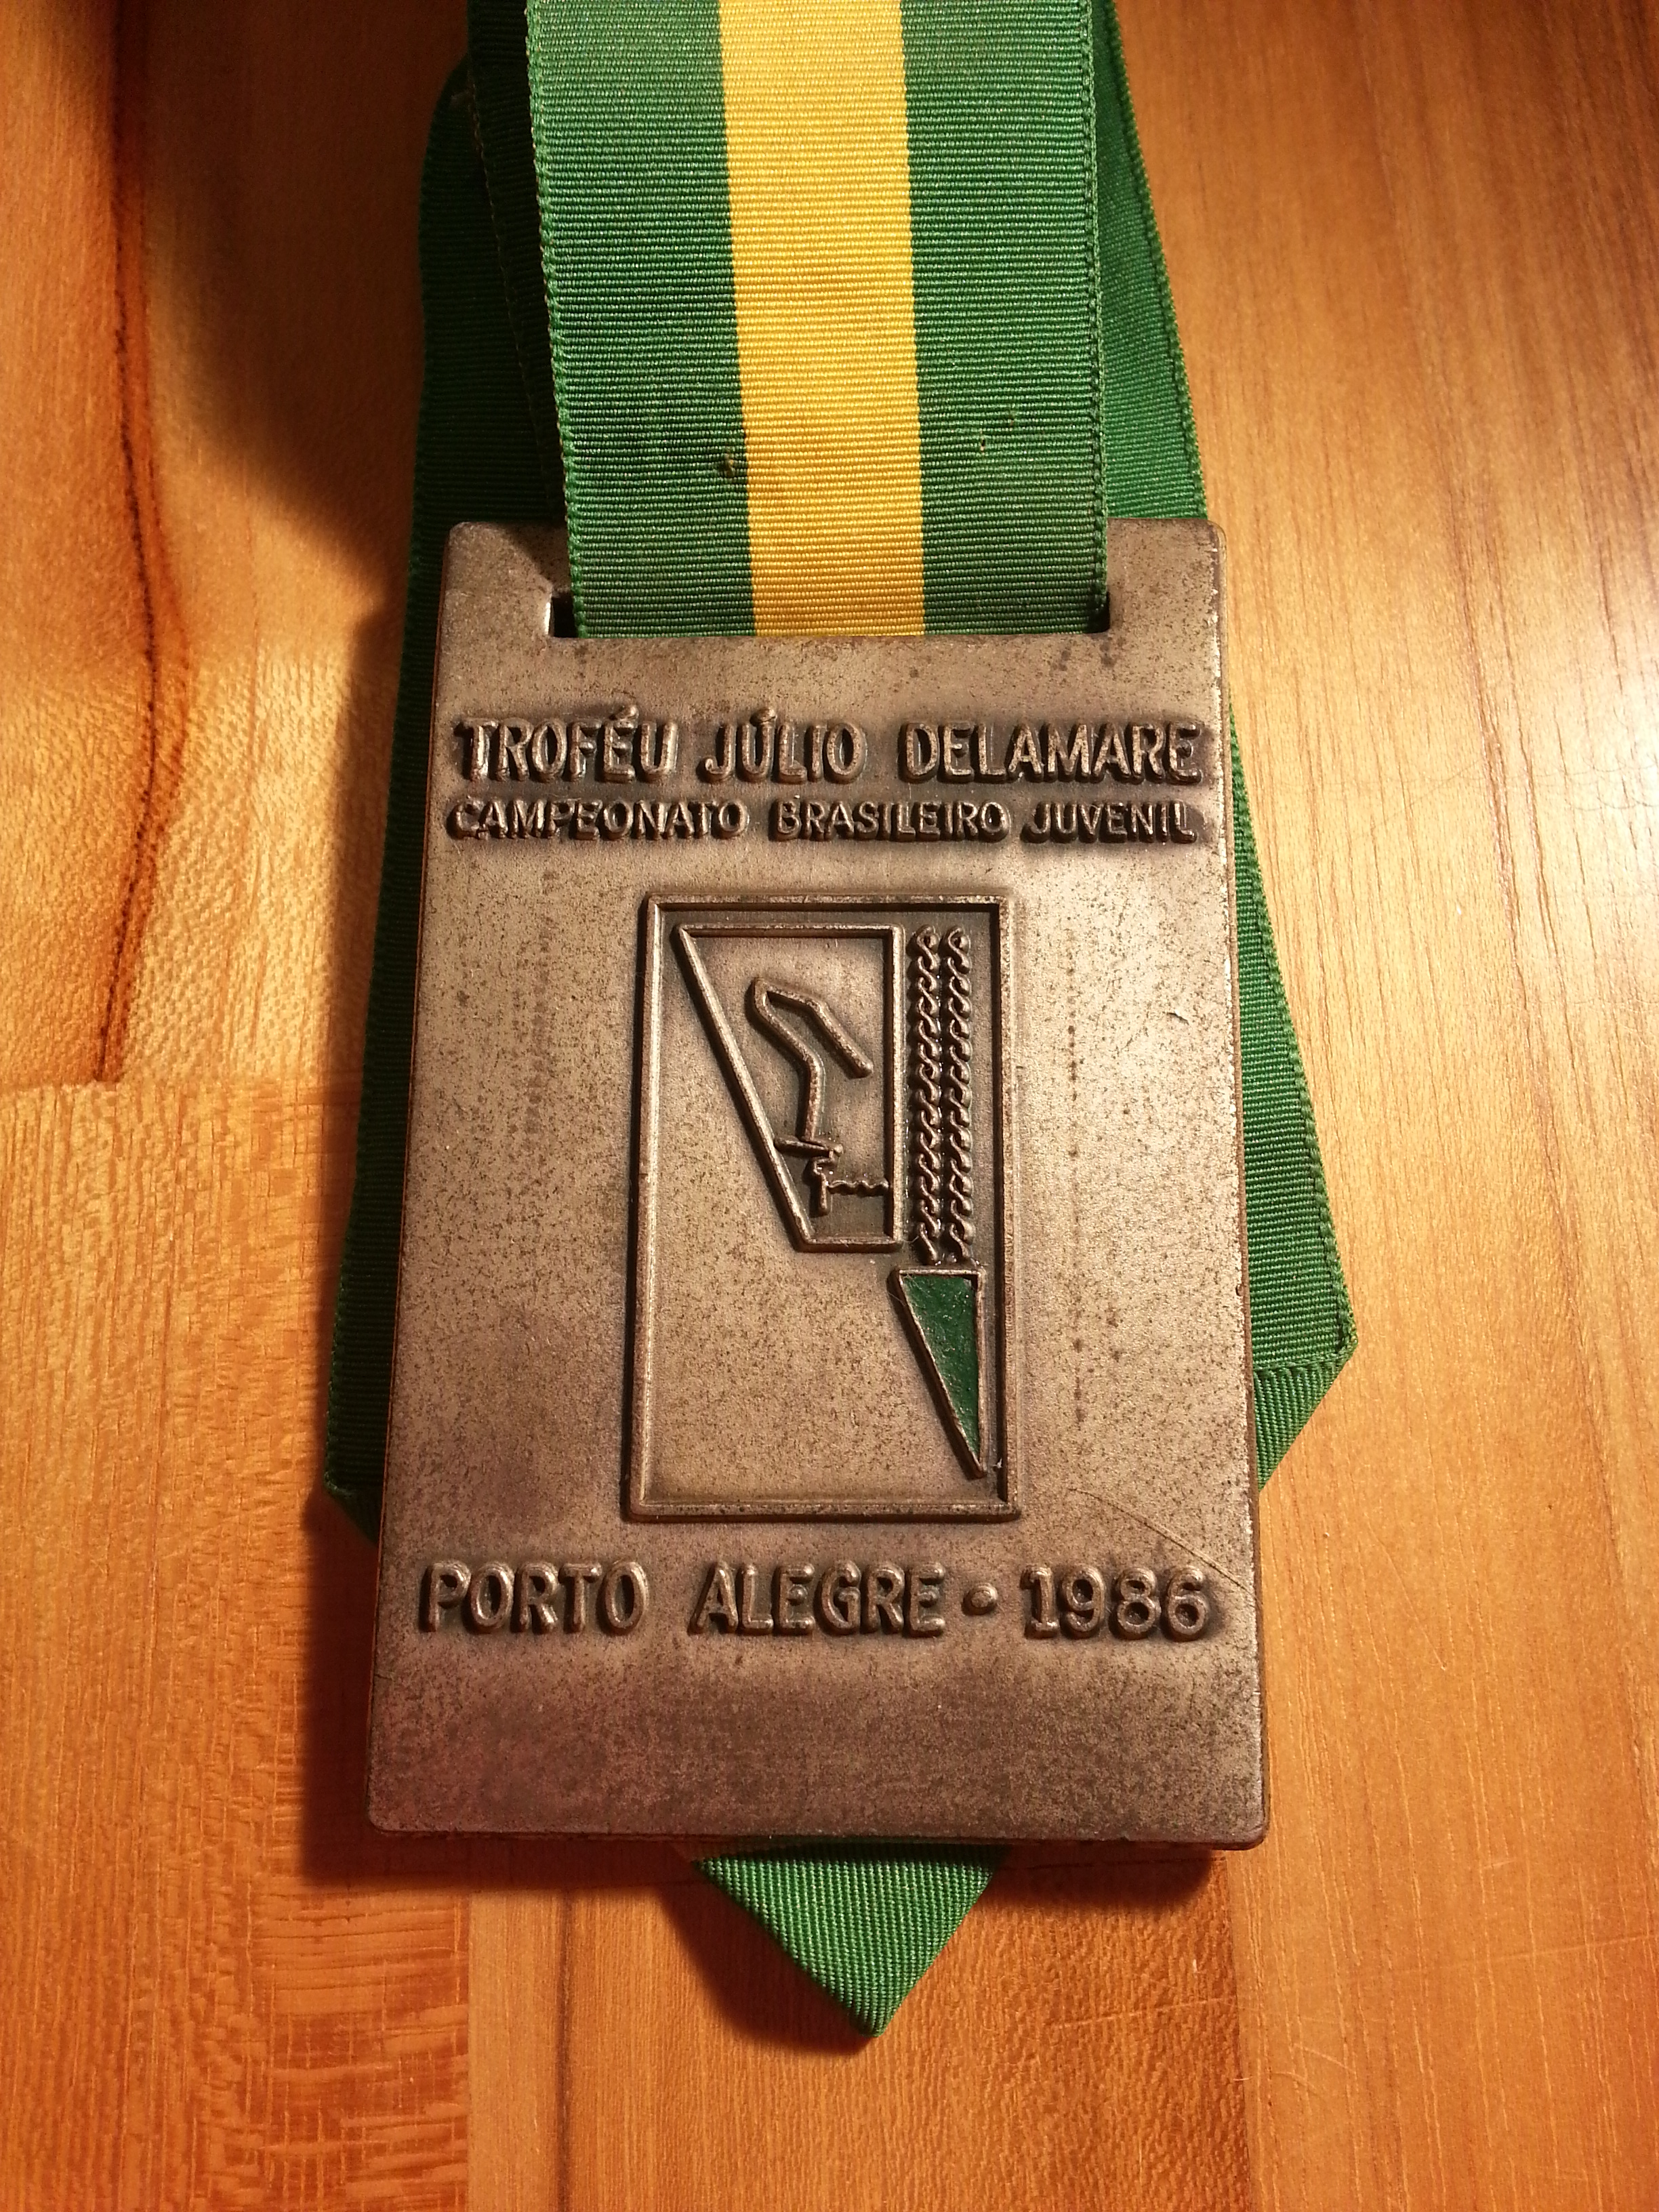 TROFÉU JÚLIO DELAMARE
CAMPEONATO BRASILEIRO JUVENIL
PORTO ALEGRE • 1986